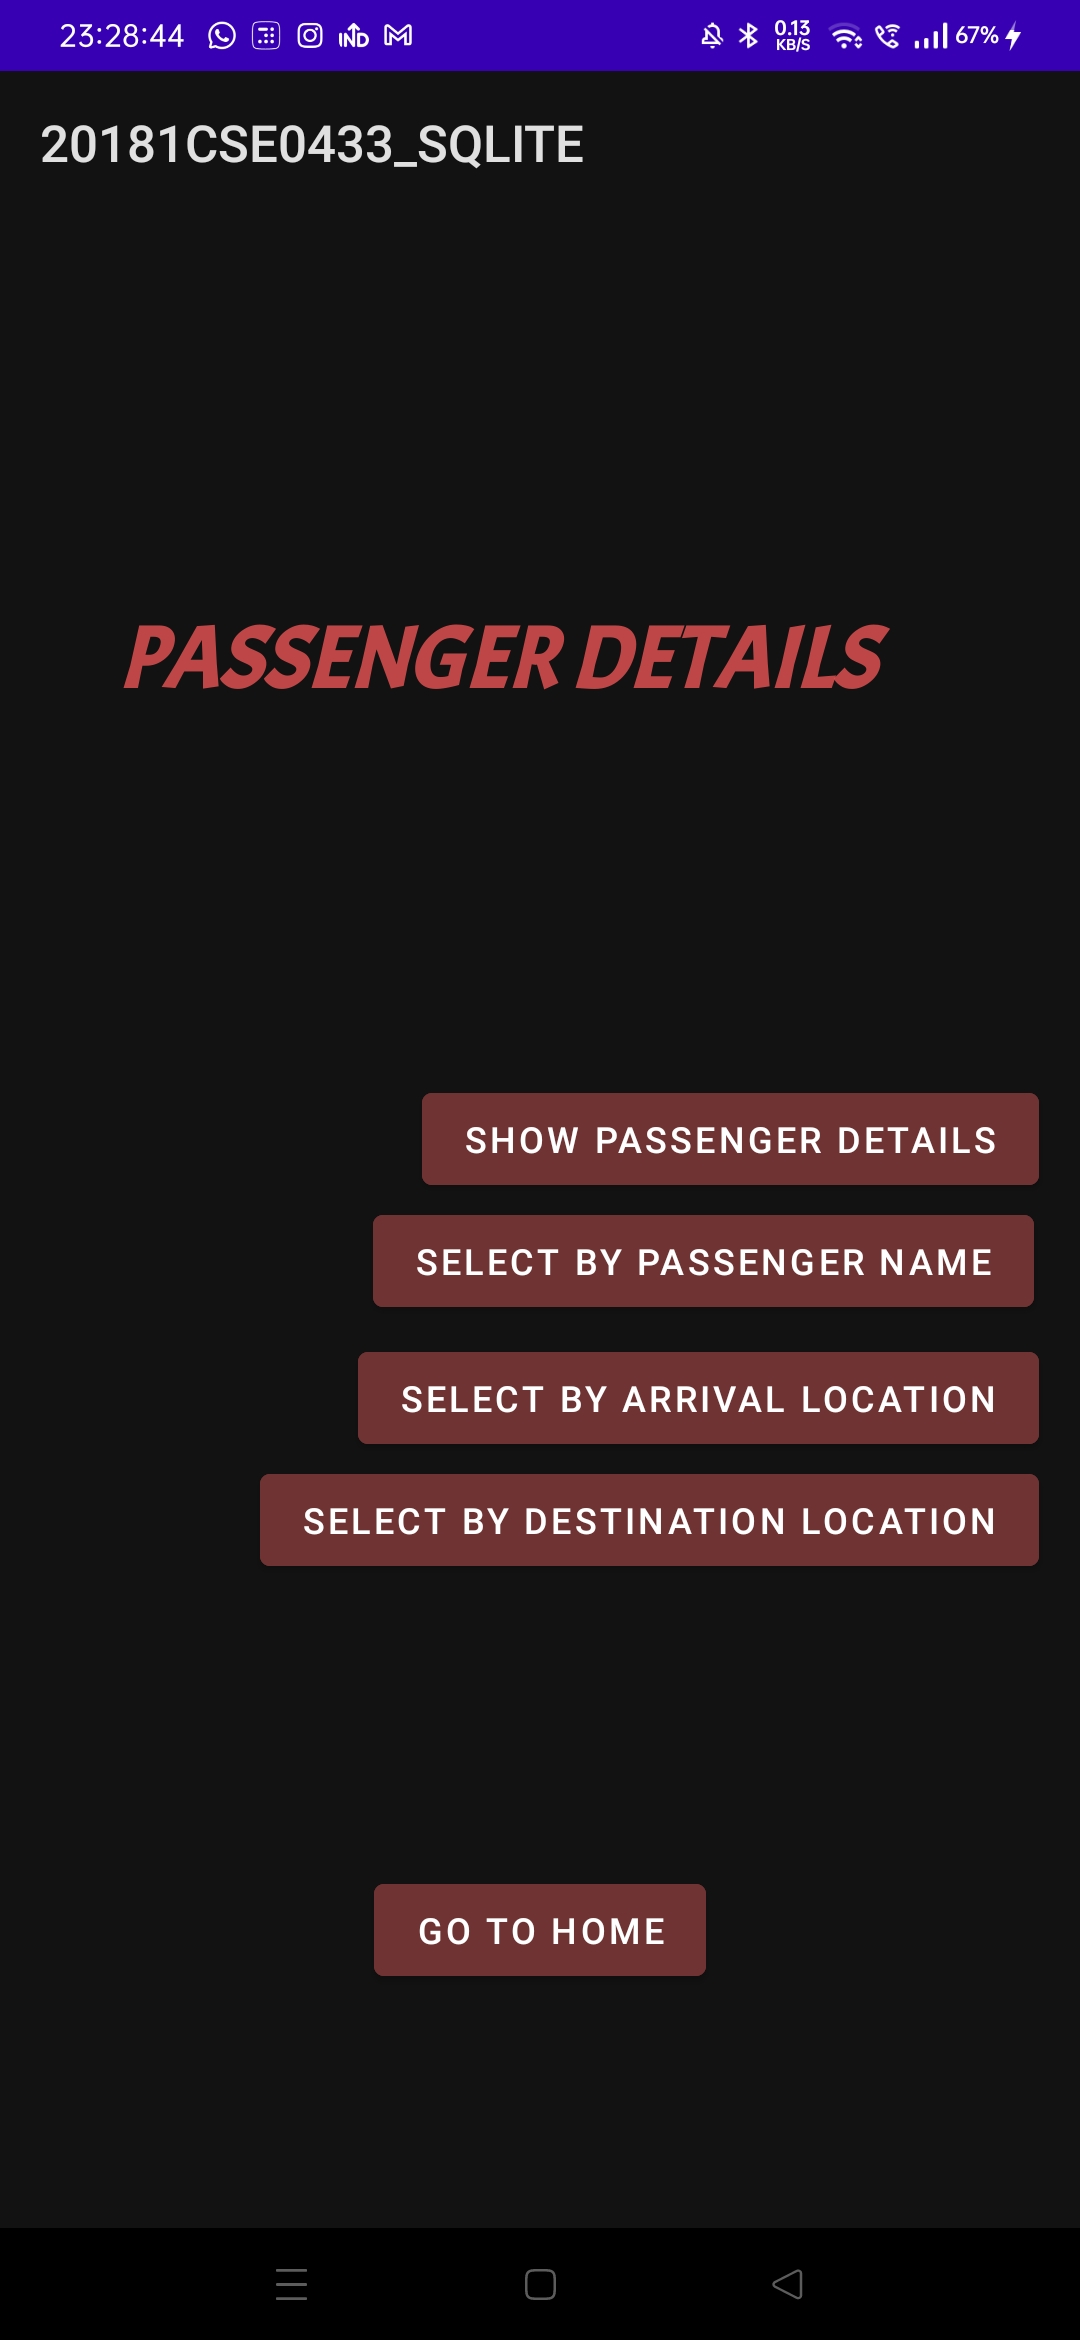 23:28:44 IND 0.13 KB/S 67%
20181CSE0433_SQLITE
PASSENGER DETAILS
SHOW PASSENGER DETAILS
SELECT BY PASSENGER NAME
SELECT BY ARRIVAL LOCATION
SELECT BY DESTINATION LOCATION
GO TO HOME